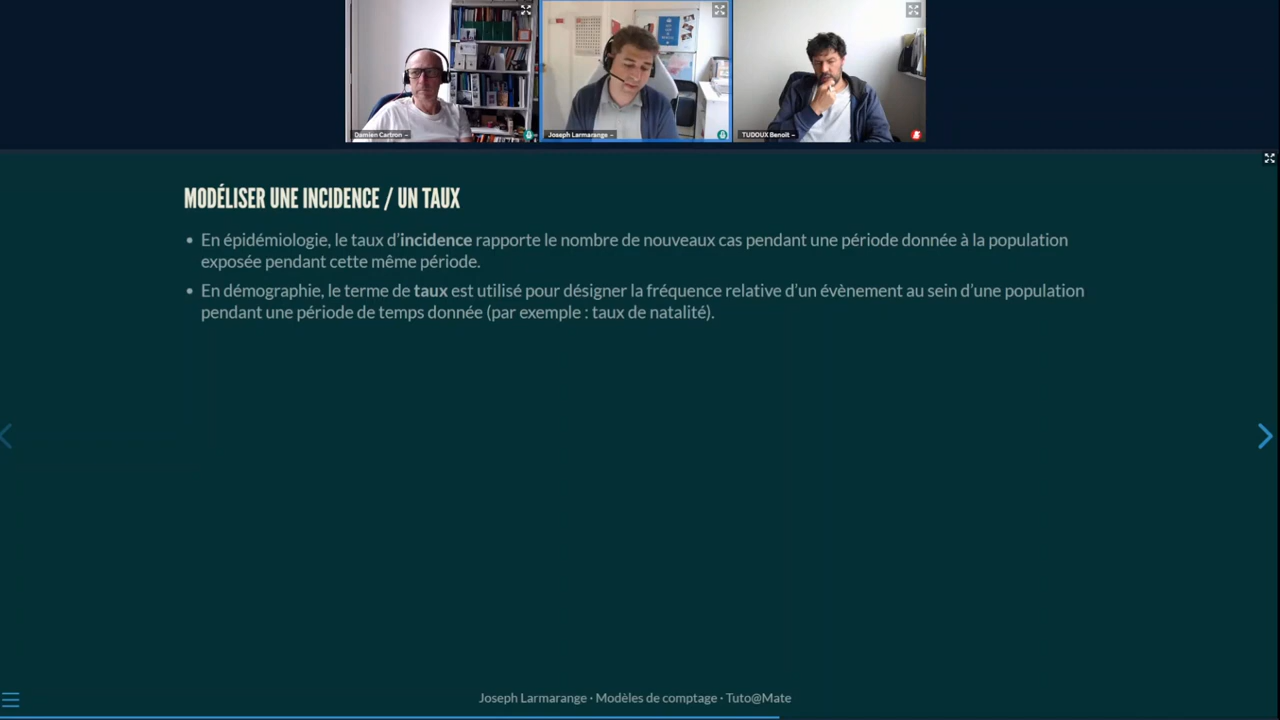 Damien Cartron –
Joseph Larmarange –
TUDOUX Benoit –
MODÉLISER UNE INCIDENCE / UN TAUX
• En épidémiologie, le taux d’incidence rapporte le nombre de nouveaux cas pendant une période donnée à la population
exposée pendant cette même période.
• En démographie, le terme de taux est utilisé pour désigner la fréquence relative d’un évènement au sein d’une population
pendant une période de temps donnée (par exemple : taux de natalité).
Joseph Larmarange · Modèles de comptage · Tuto@Mate